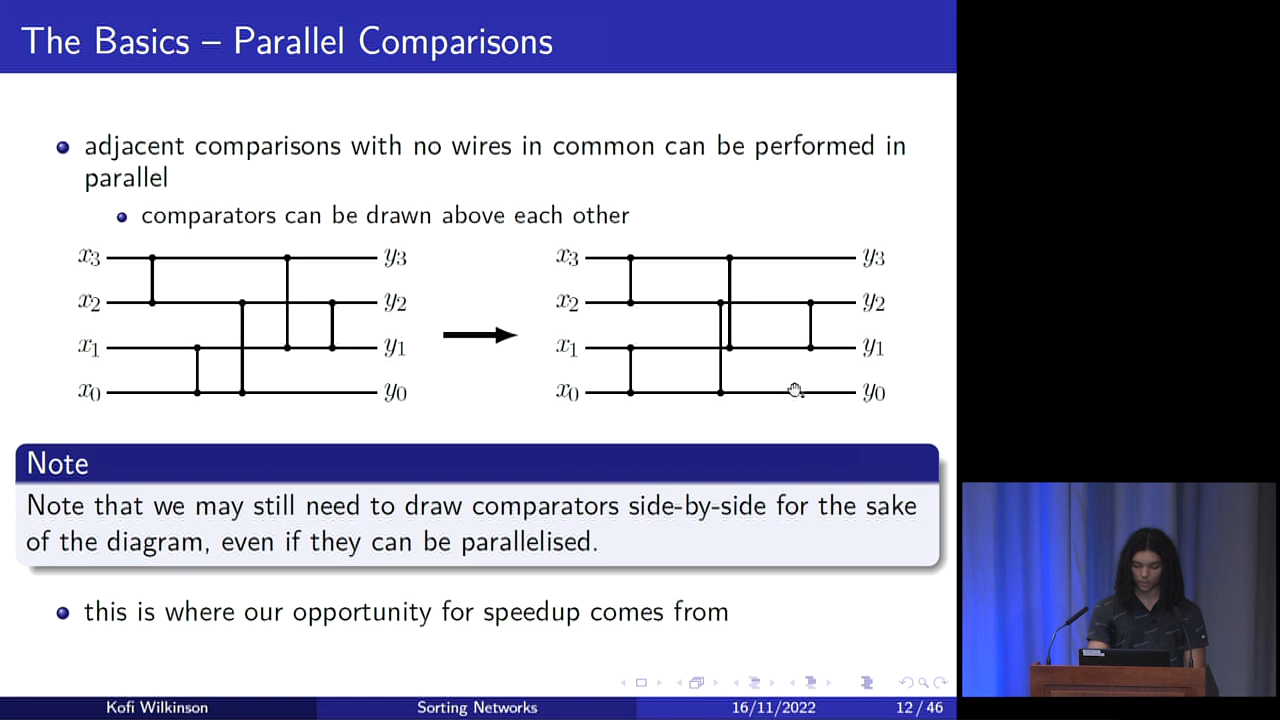 The Basics – Parallel Comparisons
adjacent comparisons with no wires in common can be performed in
parallel
comparators can be drawn above each other
x3 y3 x3 y3
x2 y2 x2 y2
x1 y1 x1 y1
x0 y0 x0 y0
Note
Note that we may still need to draw comparators side-by-side for the sake
of the diagram, even if they can be parallelised.
this is where our opportunity for speedup comes from
Kofi Wilkinson Sorting Networks 16/11/2022 12 / 46